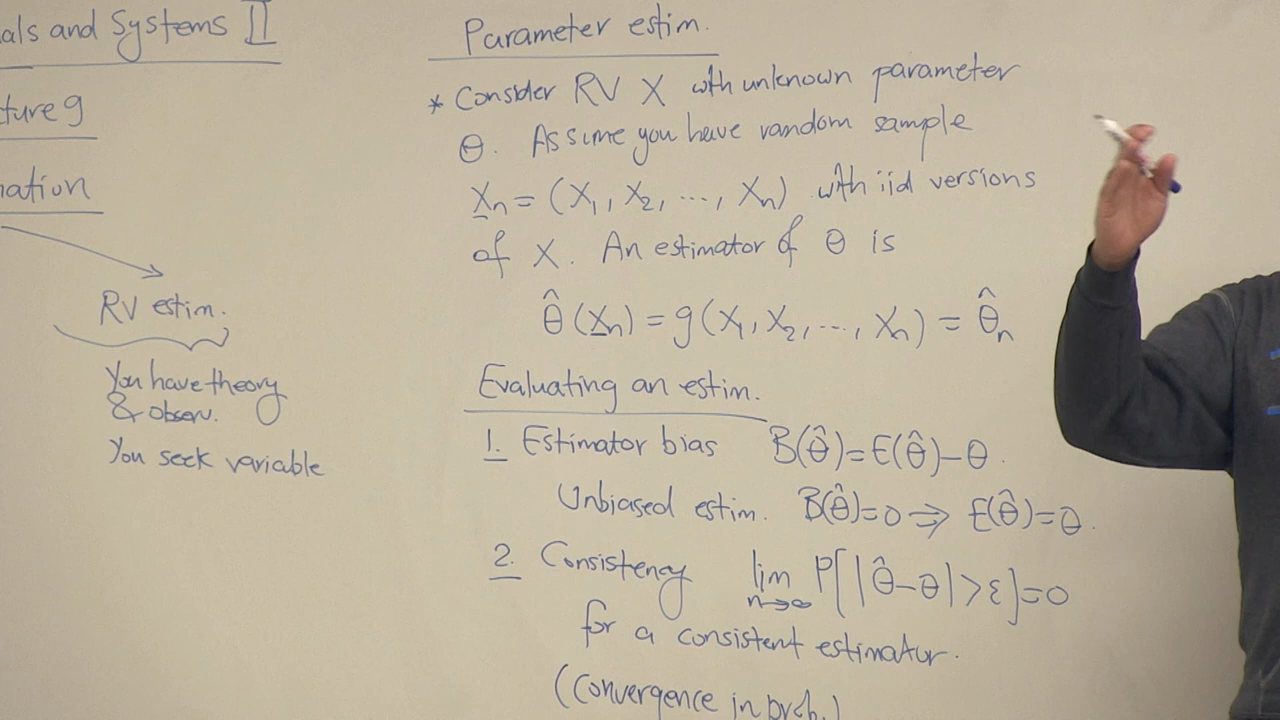 als and Systems II
ture 9
ation
RV estim.
You have theory
& observ.
You seek variable
Parameter estim.
* Consider RV X with unknown parameter
θ. Assume you have random sample
X̲n = (X₁, X₂, ..., Xn) with iid versions
of X. An estimator of θ is
θ̂(X̲n) = g(X₁, X₂, ..., Xn) = θ̂n
Evaluating an estim.
1. Estimator bias B(θ̂)=E(θ̂)-θ.
Unbiased estim. B(θ̂)=0 ⇒ E(θ̂)=θ.
2. Consistency lim n→∞ P[|θ̂-θ|>ε]=0
for a consistent estimator.
(Convergence in prob.)